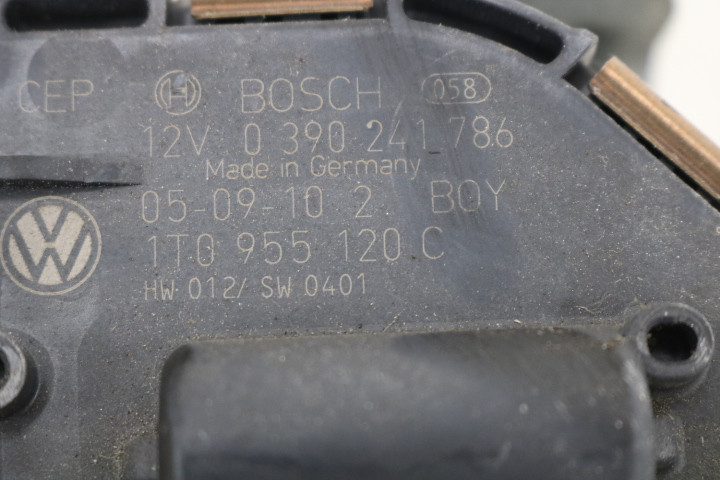 CEP BOSCH 058
12V 0 390 241 786
Made in Germany
05-09-10 2 BOY
1T0 955 120 C
HW 012/ SW 0401